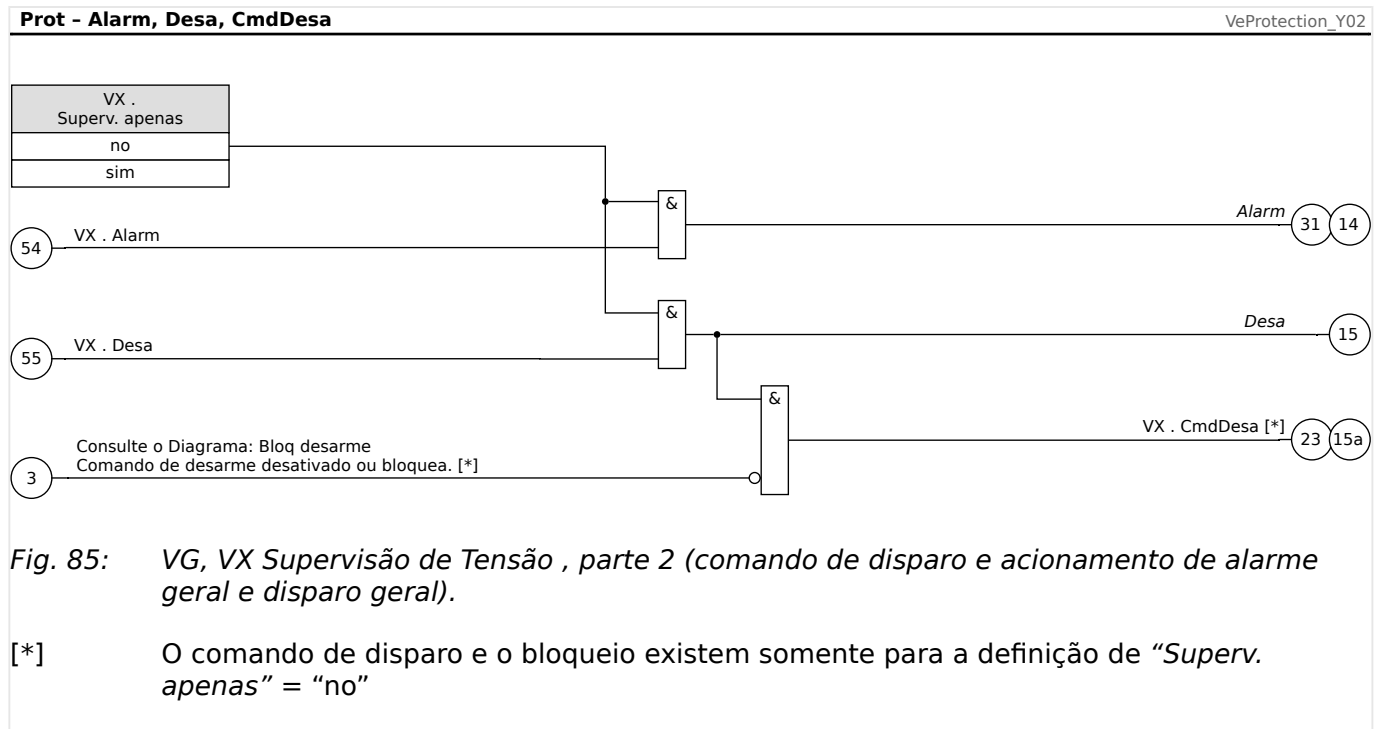 Prot – Alarm, Desa, CmdDesa
VeProtection_Y02
VX .
Superv. apenas
no
sim
&
Alarm
31
14
54
VX . Alarm
&
Desa
15
55
VX . Desa
&
VX . CmdDesa [*]
23
15a
Consulte o Diagrama: Bloq desarme
Comando de desarme desativado ou bloquea. [*]
3
Fig. 85: VG, VX Supervisão de Tensão , parte 2 (comando de disparo e acionamento de alarme
geral e disparo geral).
[*] O comando de disparo e o bloqueio existem somente para a definição de “Superv.
apenas” = “no”